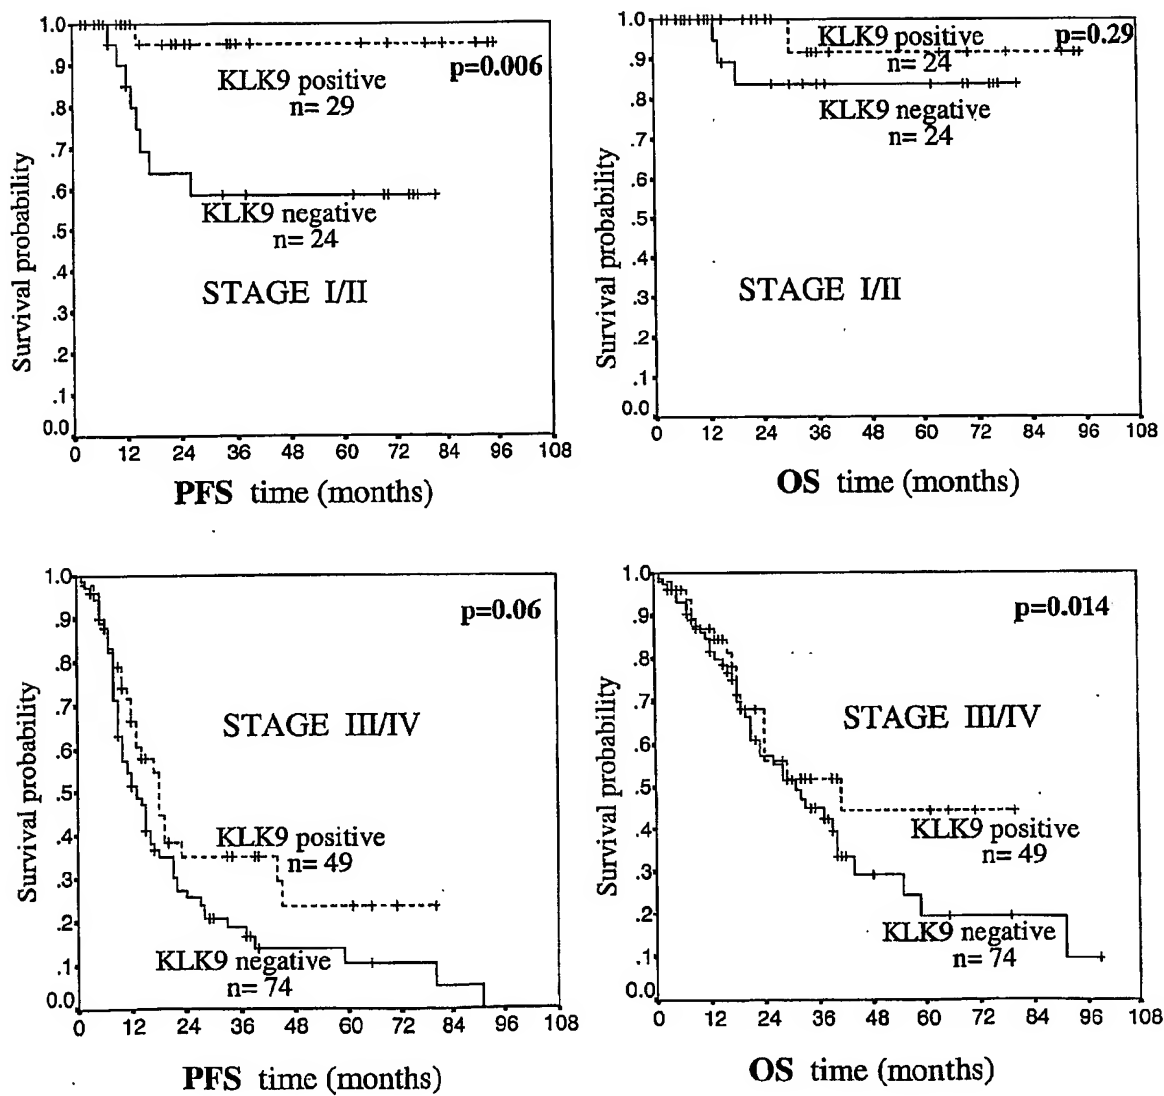 Survival probability
1.0
.9
.8
.7
.6
.5
.4
.3
.2
.1
0.0
KLK9 positive
n= 29
p=0.006
KLK9 negative
n= 24
STAGE I/II
0 12 24 36 48 60 72 84 96 108
PFS time (months)
Survival probability
1.0
.9
.8
.7
.6
.5
.4
.3
.2
.1
0.0
KLK9 positive
n= 24
p=0.29
KLK9 negative
n= 24
STAGE I/II
0 12 24 36 48 60 72 84 96 108
OS time (months)
Survival probability
1.0
.9
.8
.7
.6
.5
.4
.3
.2
.1
0.0
p=0.06
STAGE III/IV
KLK9 positive
n= 49
KLK9 negative
n= 74
0 12 24 36 48 60 72 84 96 108
PFS time (months)
Survival probability
1.0
.9
.8
.7
.6
.5
.4
.3
.2
.1
0.0
p=0.014
STAGE III/IV
KLK9 positive
n= 49
KLK9 negative
n= 74
0 12 24 36 48 60 72 84 96 108
OS time (months)